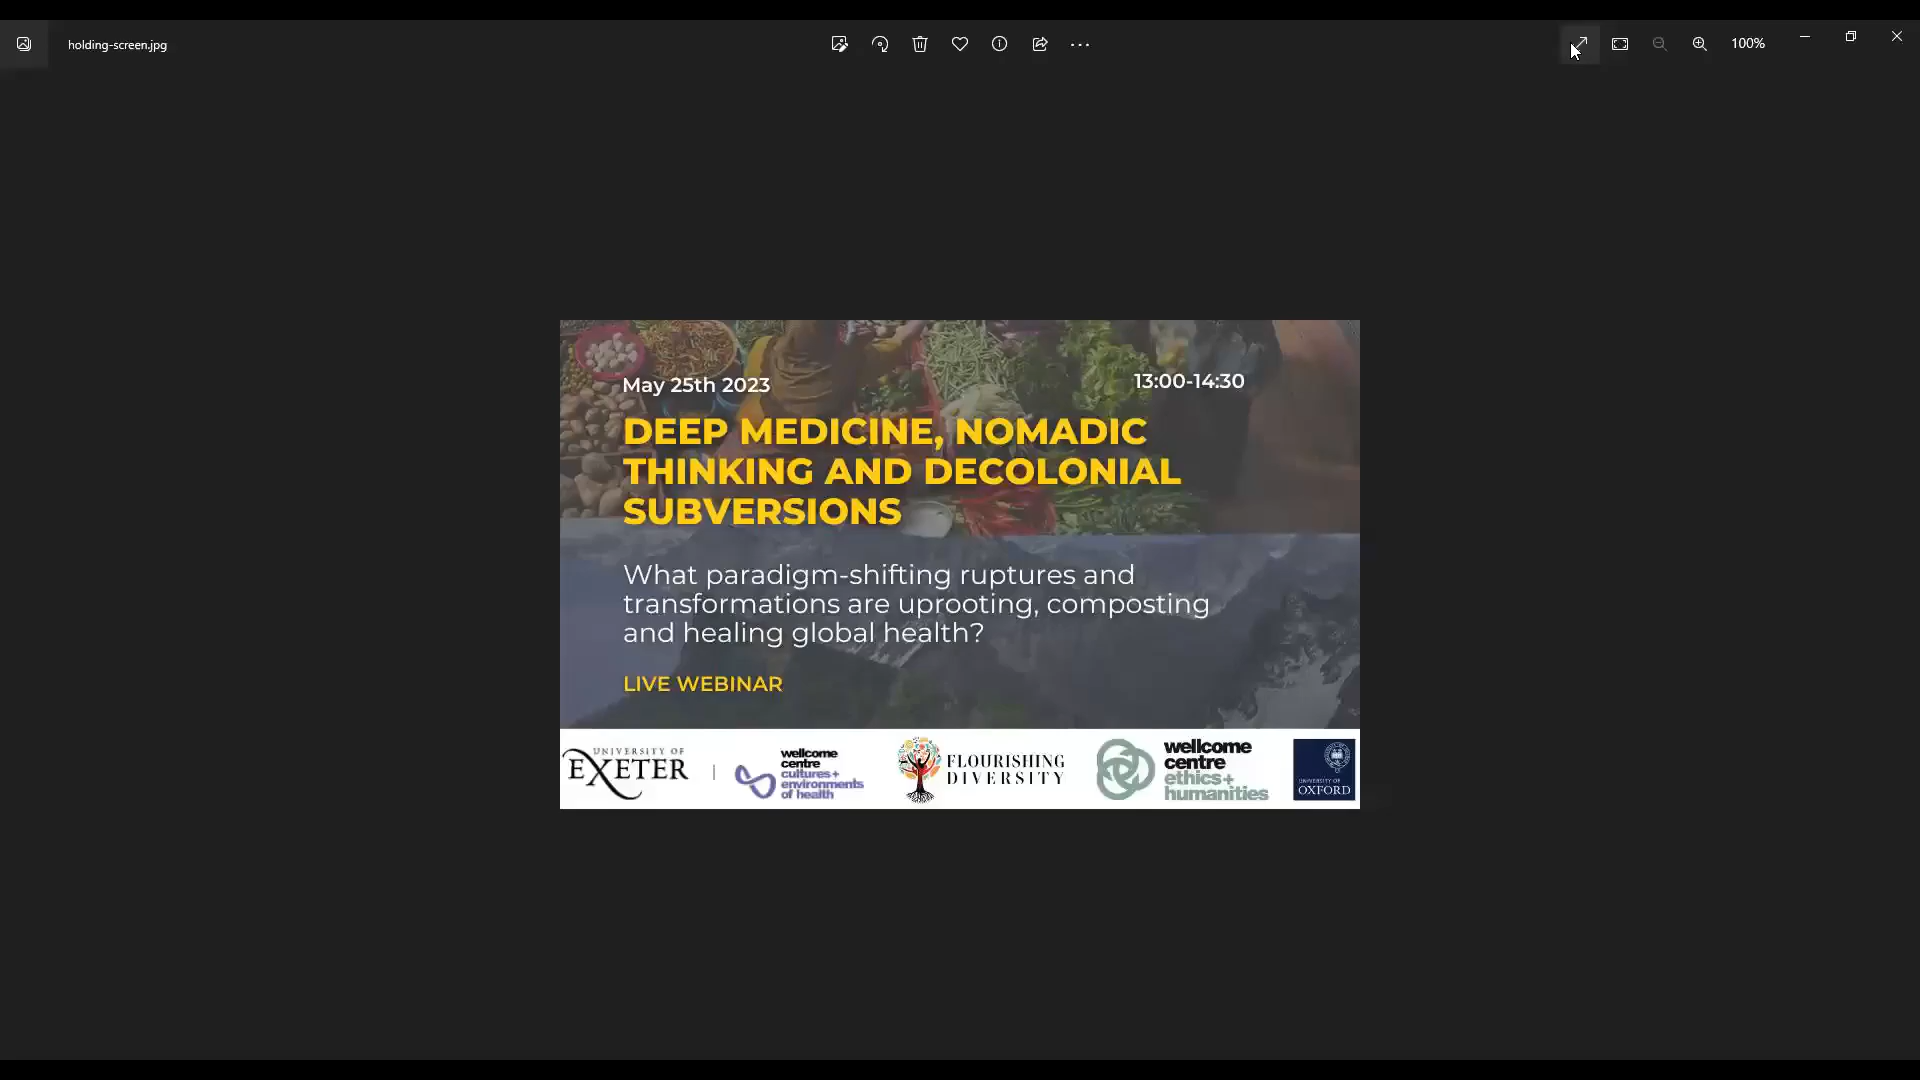 holding-screen.jpg
100%
May 25th 2023
13:00-14:30
DEEP MEDICINE, NOMADIC
THINKING AND DECOLONIAL
SUBVERSIONS
What paradigm-shifting ruptures and
transformations are uprooting, composting
and healing global health?
LIVE WEBINAR
UNIVERSITY OF
EXETER
wellcome
centre
cultures+
environments
of health
FLOURISHING
DIVERSITY
wellcome
centre
ethics+
humanities
UNIVERSITY OF
OXFORD